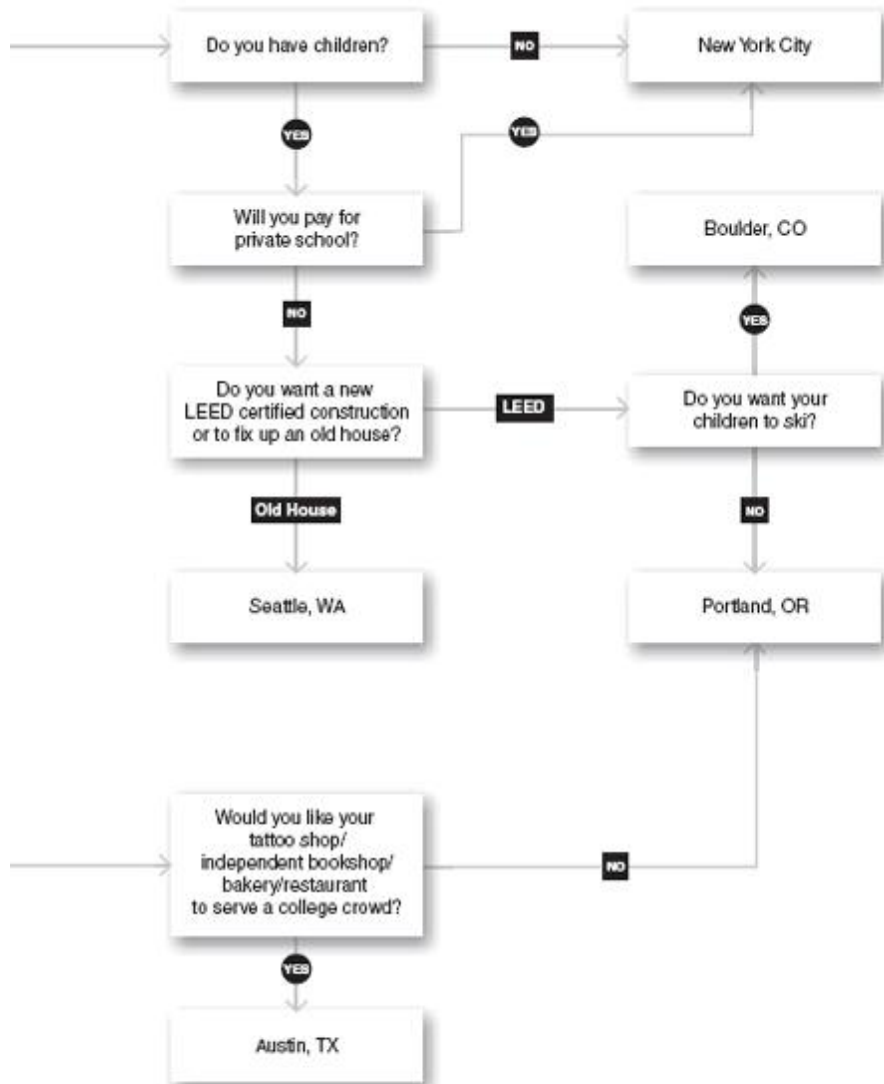 Do you have children?
NO
New York City
YES
YES
Will you pay for
private school?
Boulder, CO
NO
YES
Do you want a new
LEED certified construction
or to fix up an old house?
LEED
Do you want your
children to ski?
Old House
NO
Seattle, WA
Portland, OR
Would you like your
tattoo shop/
independent bookshop/
bakery/restaurant
to serve a college crowd?
NO
YES
Austin, TX